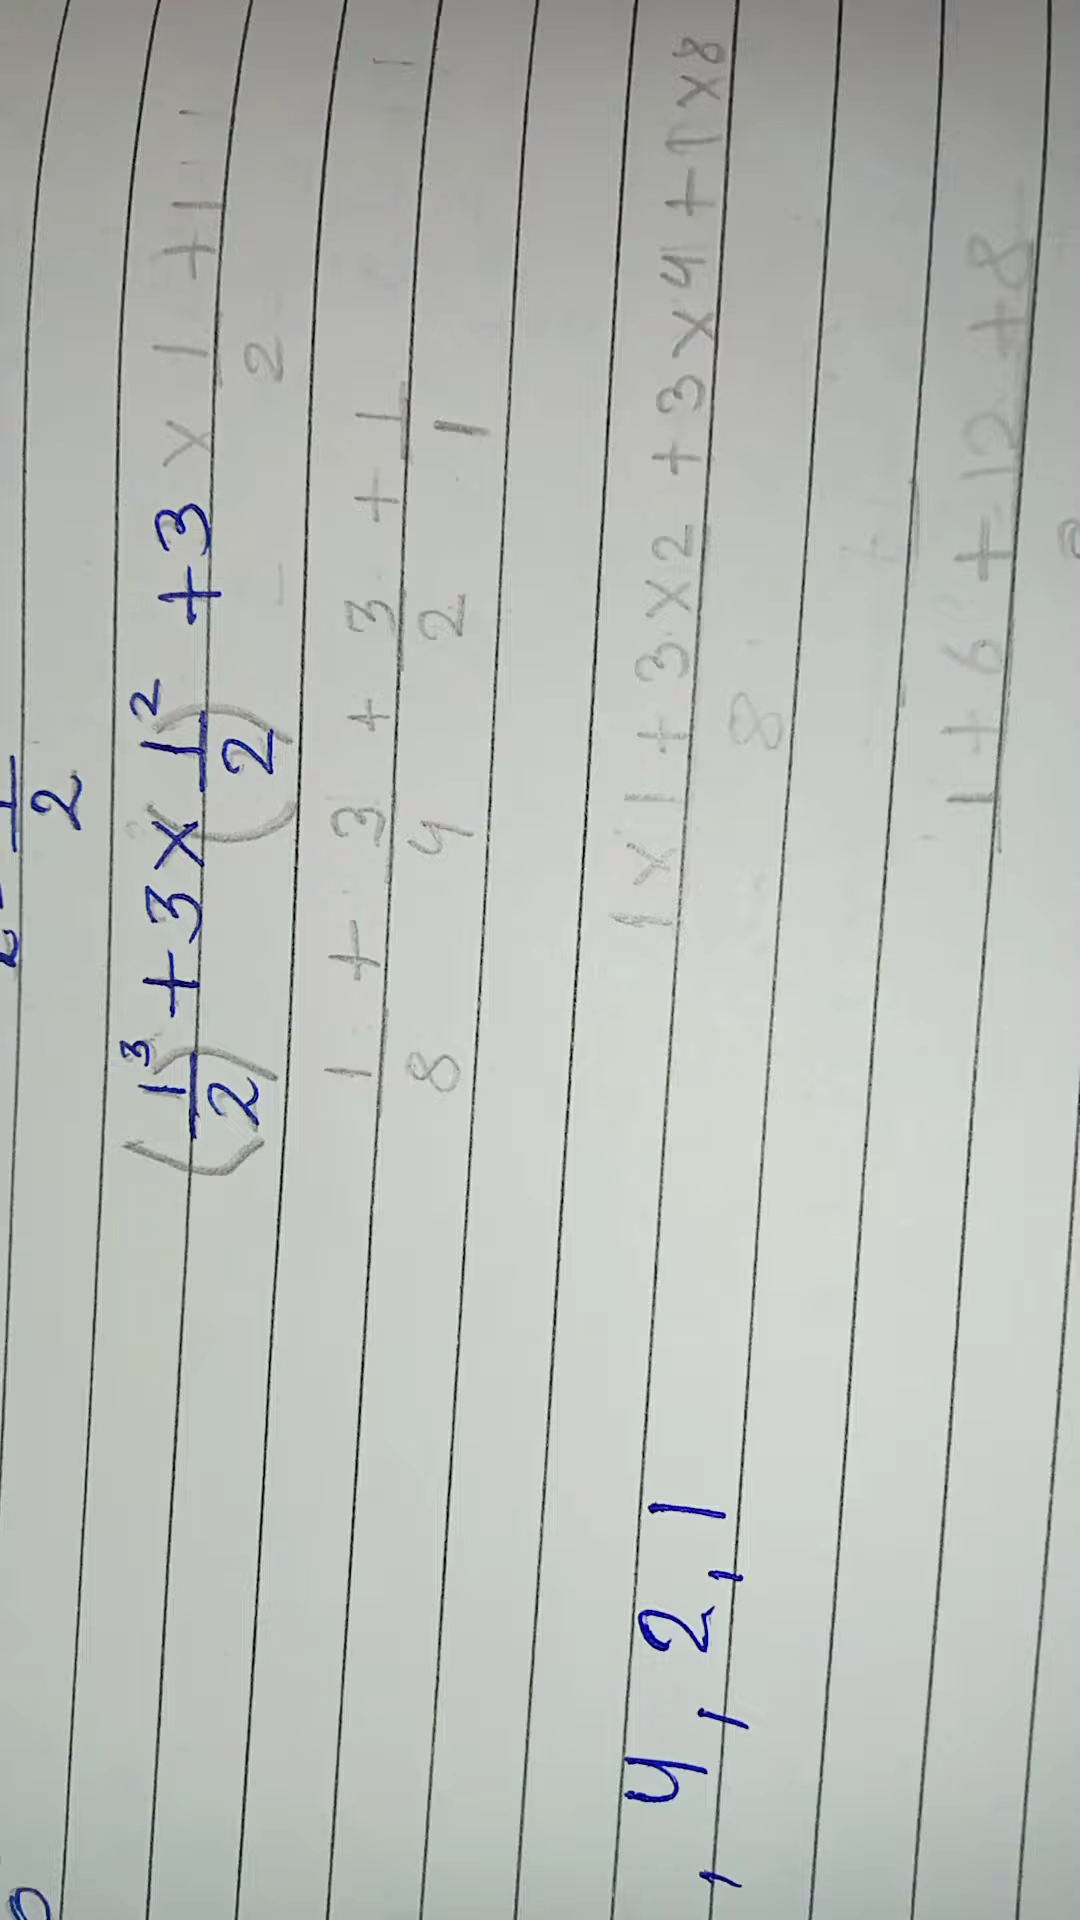 1/2
(1/2)³ + 3 × (1/2)² + 3 × 1/2 + 1
1/8 + 3/4 + 3/2 + 1/1
1×1 + 3×2 + 3×4 + 1×8 / 8
, 4, 2, 1
1 + 6 + 12 + 8